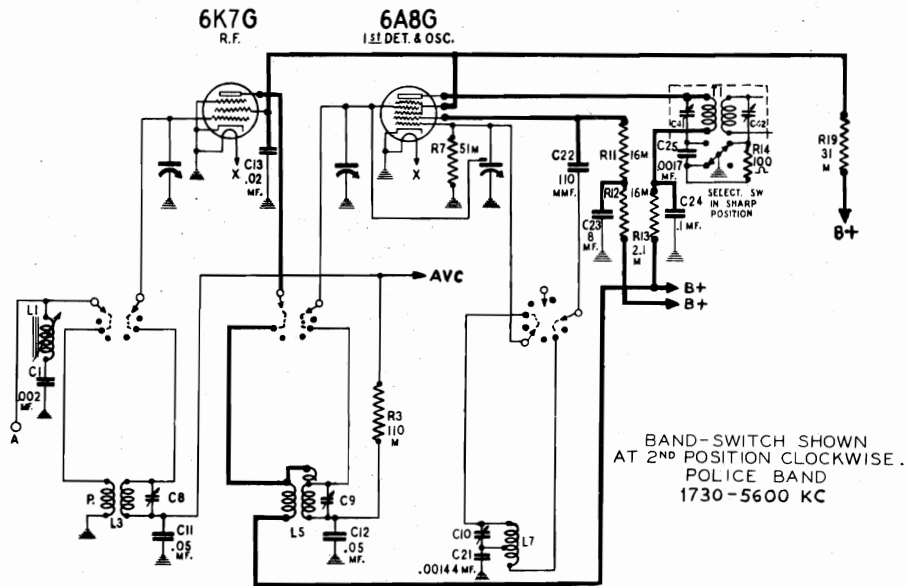 6K7G
R.F.
6A8G
1st DET. & OSC.
C13
.02
MF.
X
R7
51M
X
C22
110
MMF.
R11
16M
C4
C42
C25
.0017
MF.
R14
100
Ω
SELECT. SW
IN SHARP
POSITION
R19
31
M
B+
R12
16M
C23
8
MF.
R13
2.1
M
C24
.1 MF.
AVC
B+
B+
L1
C1
.002
MF.
A
R3
110
M
P.
L3
C8
C11
.05
MF.
L5
C9
C12
.05
MF.
C10
C21
.00144 MF.
L7
BAND-SWITCH SHOWN
AT 2ND POSITION CLOCKWISE.
POLICE BAND
1730-5600 KC